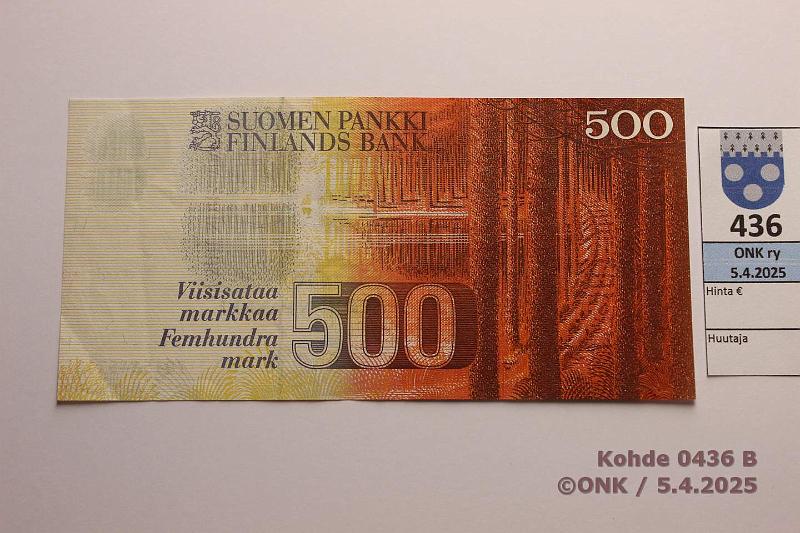 SUOMEN PANKKI
FINLANDS BANK
500
Viisisataa
markkaa
Femhundra
mark
500
436
ONK ry
5.4.2025
Hinta €
Huutaja
Kohde 0436 B
©ONK / 5.4.2025